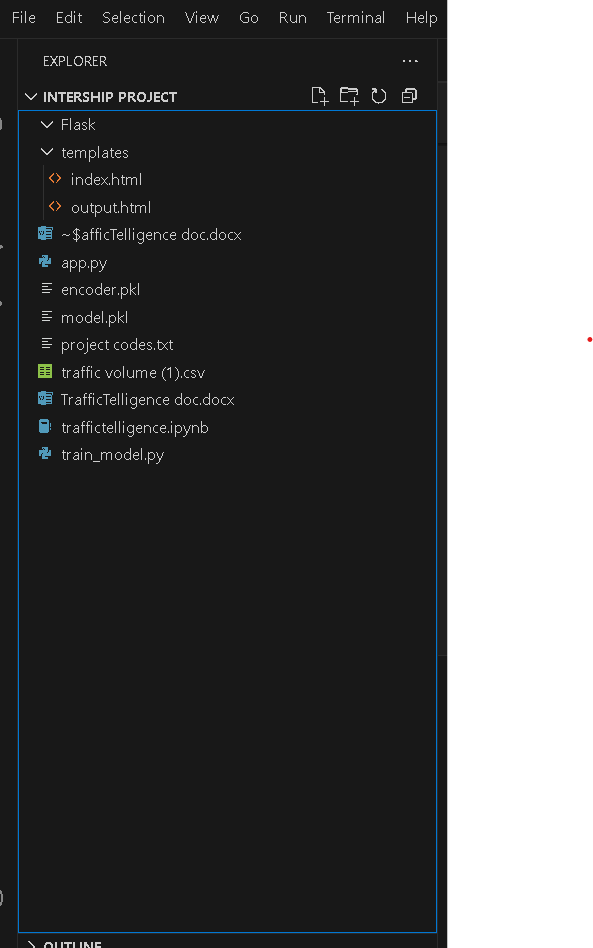 File Edit Selection View Go Run Terminal Help
EXPLORER ...
INTERSHIP PROJECT
Flask
templates
index.html
output.html
~$afficTelligence doc.docx
app.py
encoder.pkl
model.pkl
project codes.txt
traffic volume (1).csv
TrafficTelligence doc.docx
traffictelligence.ipynb
train_model.py
OUTLINE